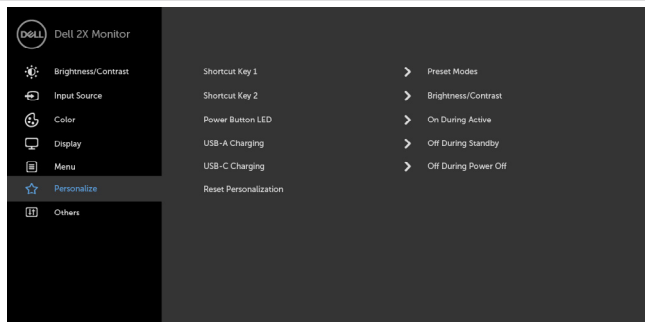 DELL Dell 2X Monitor
Brightness/Contrast
Input Source
Color
Display
Menu
Personalize
Others
Shortcut Key 1 > Preset Modes
Shortcut Key 2 > Brightness/Contrast
Power Button LED > On During Active
USB-A Charging > Off During Standby
USB-C Charging > Off During Power Off
Reset Personalization